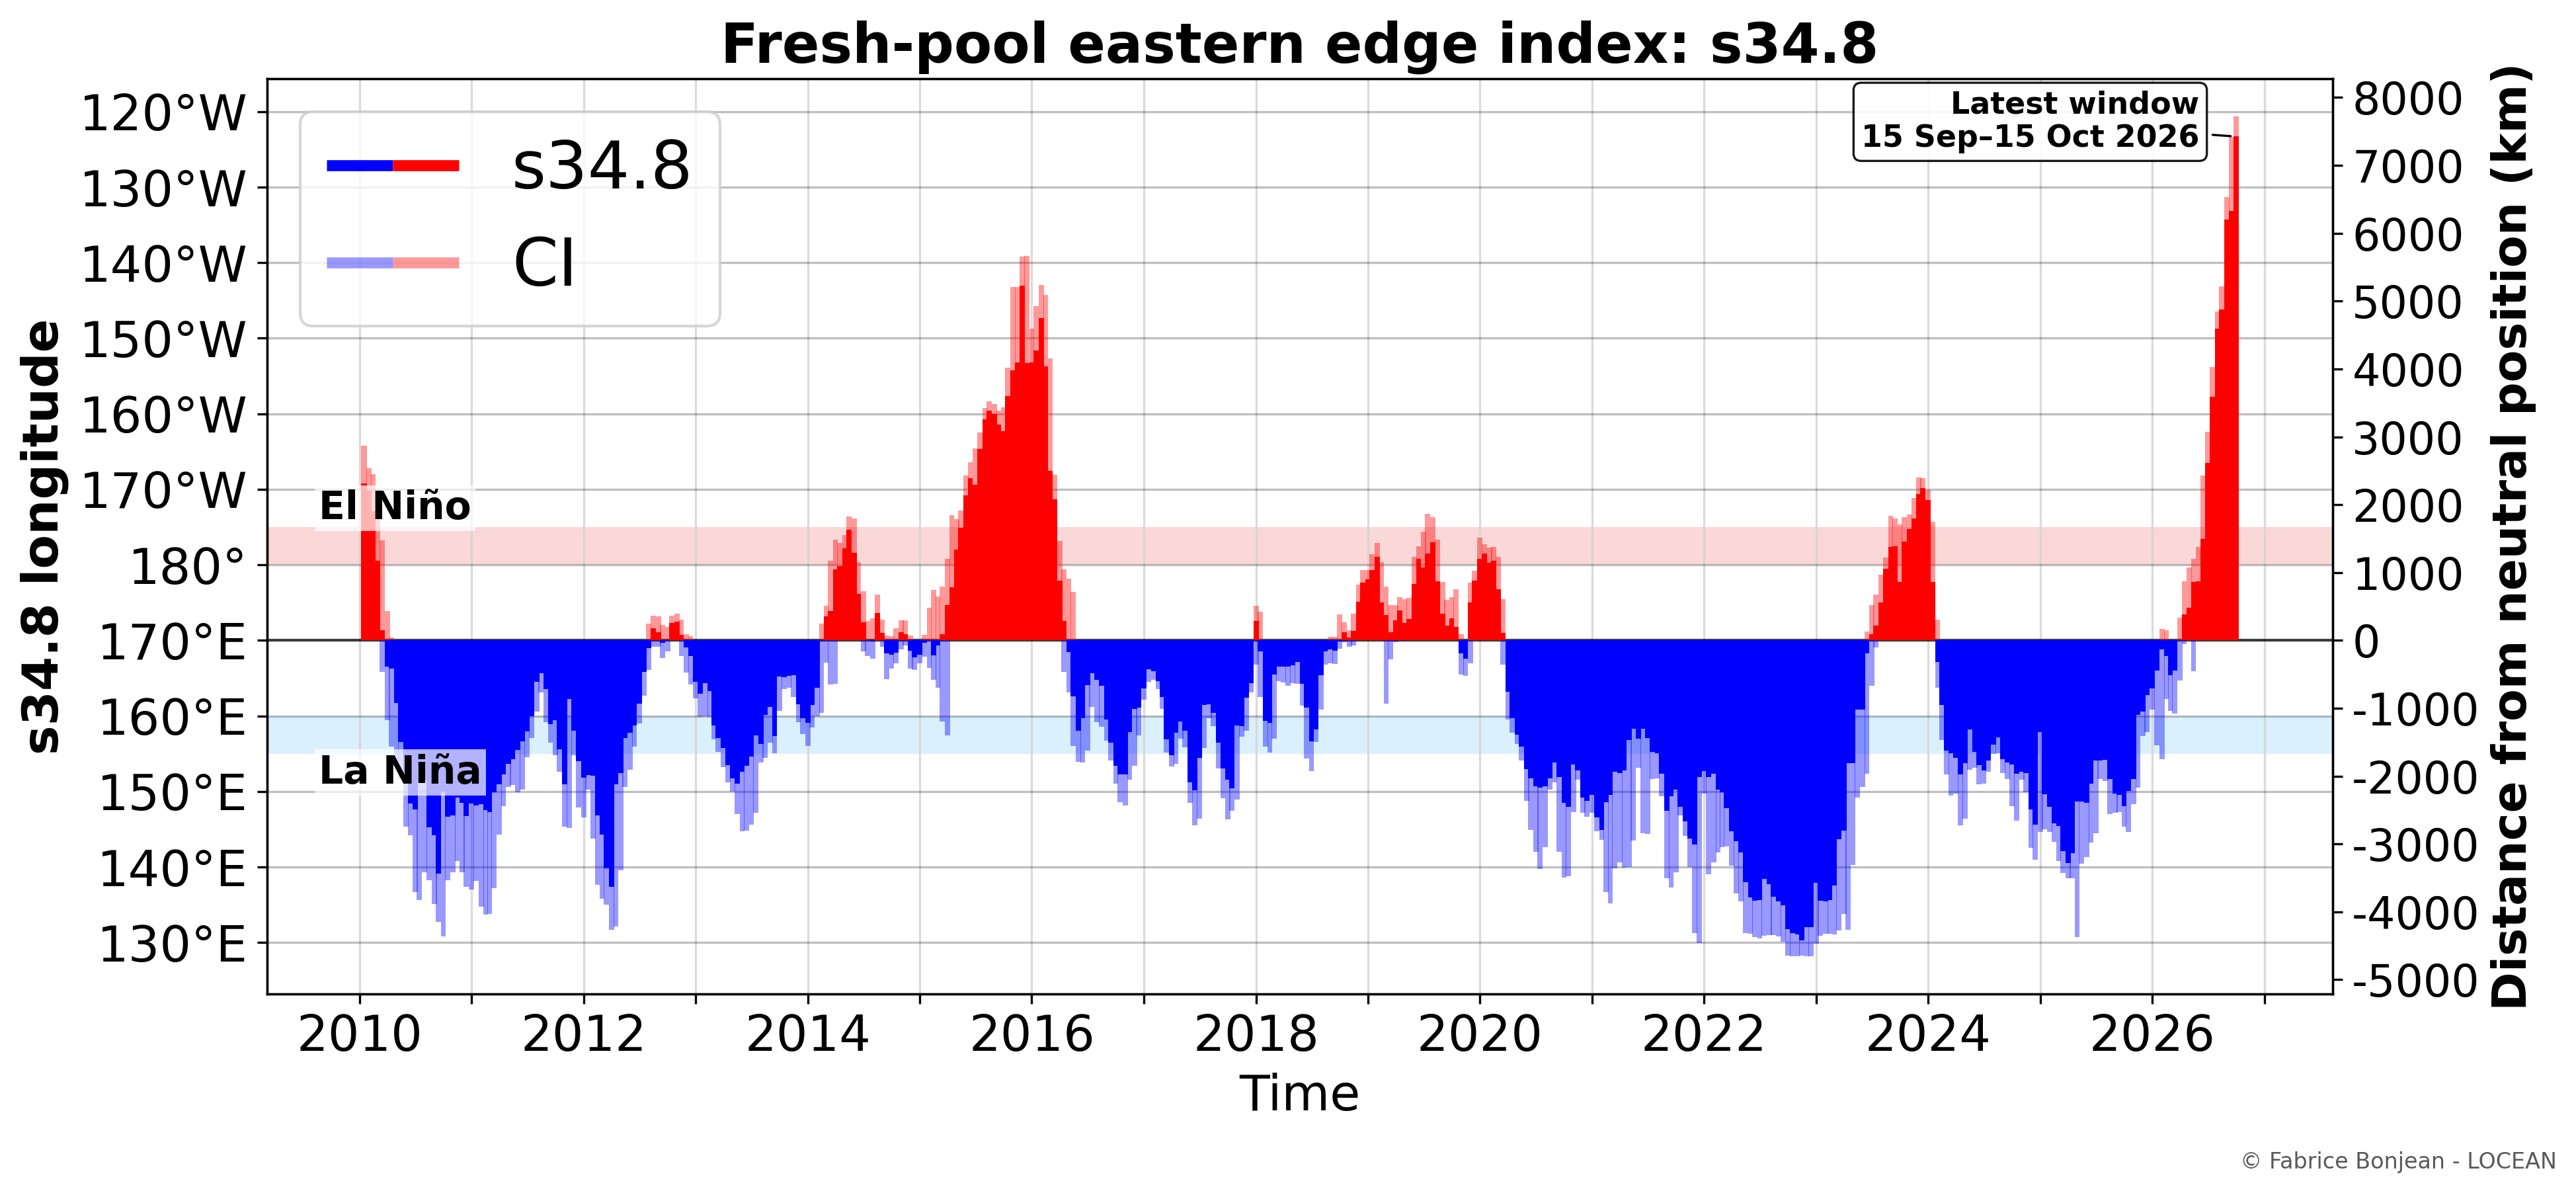 Fresh-pool eastern edge index: s34.8
120°W
130°W
140°W
150°W
160°W
170°W
180°
170°E
160°E
150°E
140°E
130°E
s34.8 longitude
s34.8
CI
El Niño
La Niña
Latest window
15 Sep–15 Oct 2026
8000
7000
6000
5000
4000
3000
2000
1000
0
-1000
-2000
-3000
-4000
-5000
Distance from neutral position (km)
2010
2012
2014
2016
2018
2020
2022
2024
2026
Time
© Fabrice Bonjean - LOCEAN